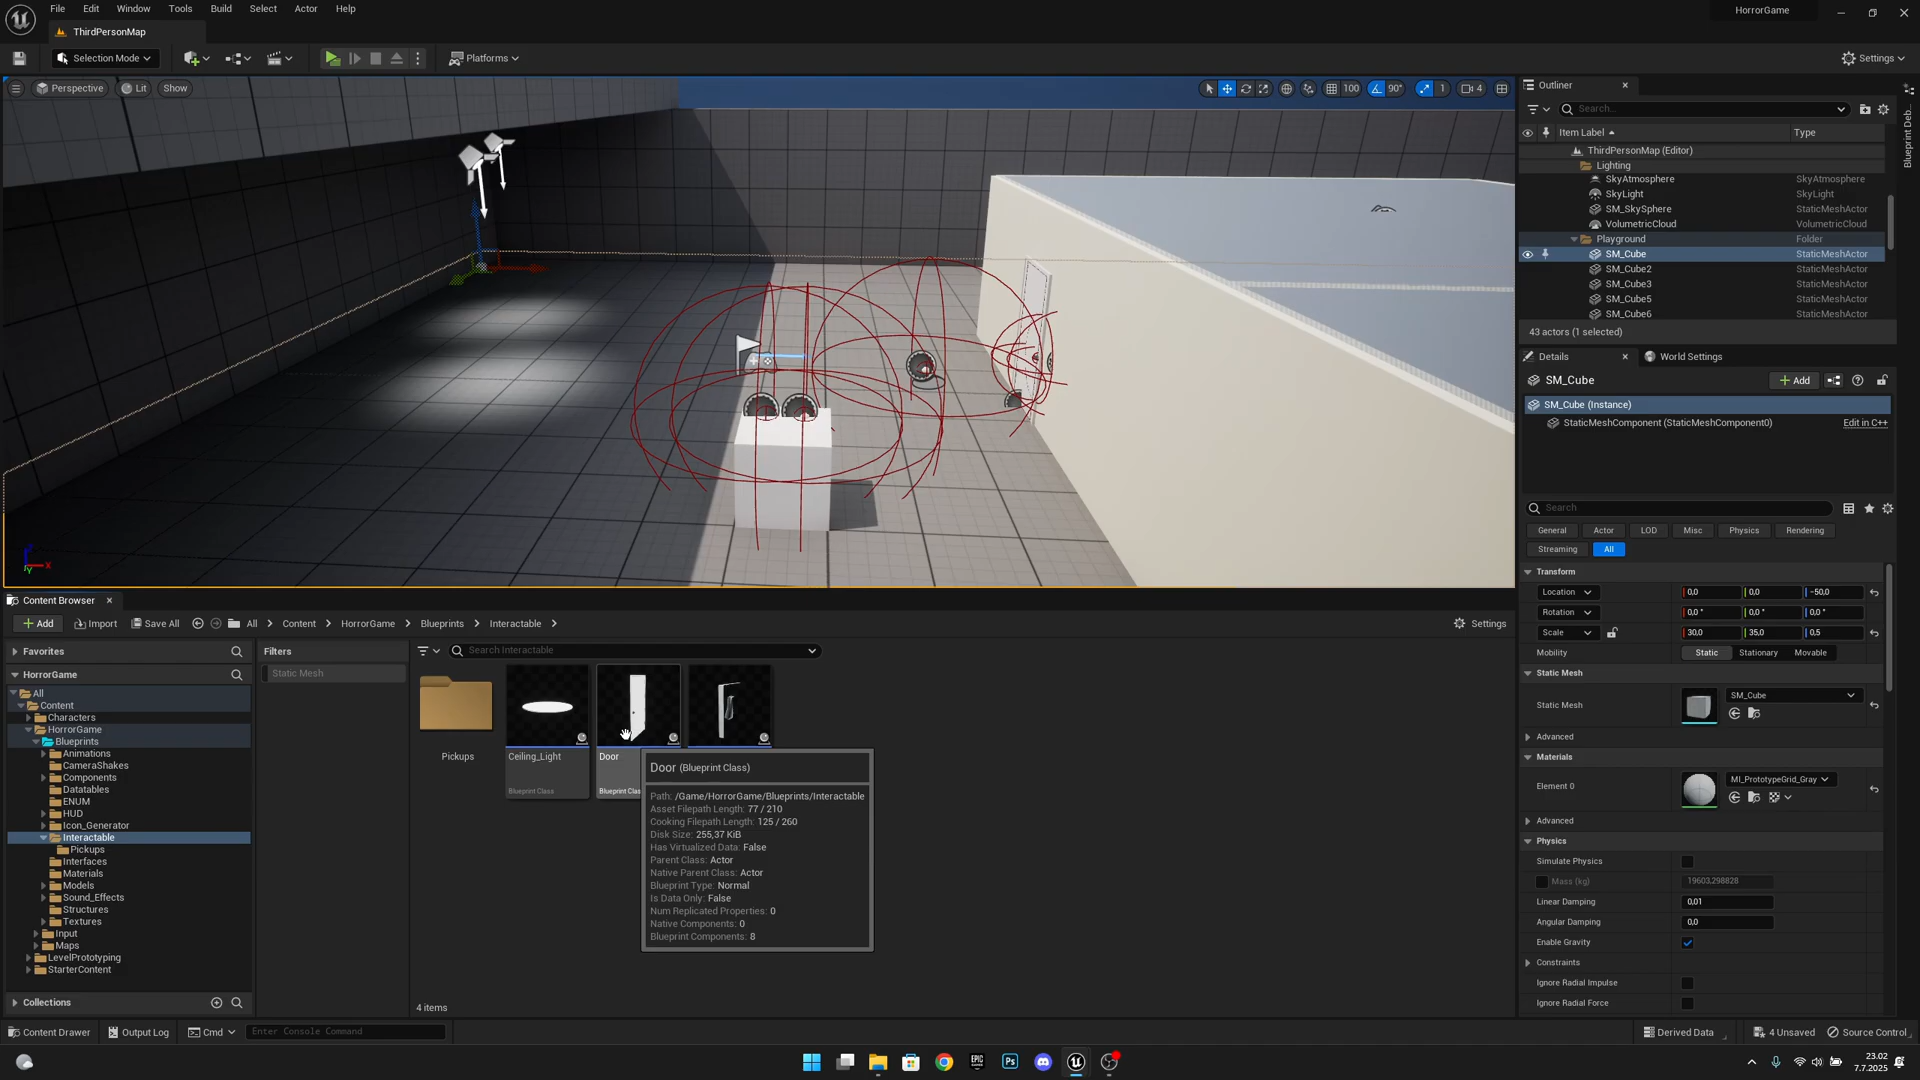 File Edit Window Tools Build Select Actor Help HorrorGame
ThirdPersonMap
Selection Mode Platforms Settings
Perspective Lit Show 100 90° 1 4
Outliner
Search...
Item Label Type
ThirdPersonMap (Editor)
Lighting
SkyAtmosphere SkyAtmosphere
SkyLight SkyLight
SM_SkySphere StaticMeshActor
VolumetricCloud VolumetricCloud
Playground Folder
SM_Cube StaticMeshActor
SM_Cube2 StaticMeshActor
SM_Cube3 StaticMeshActor
SM_Cube5 StaticMeshActor
SM_Cube6 StaticMeshActor
43 actors (1 selected)
Blueprint Deb..
Details World Settings
SM_Cube Add
SM_Cube (Instance)
StaticMeshComponent (StaticMeshComponent0) Edit in C++
Search
General Actor LOD Misc Physics Rendering
Streaming All
Transform
Location 0,0 0,0 -50,0
Rotation 0,0 ° 0,0 ° 0,0 °
Scale 30,0 35,0 0,5
Mobility Static Stationary Movable
Static Mesh
Static Mesh SM_Cube
Advanced
Materials
Element 0 MI_PrototypeGrid_Gray
Advanced
Physics
Simulate Physics
Mass (kg) 19603,298828
Linear Damping 0,01
Angular Damping 0,0
Enable Gravity
Constraints
Ignore Radial Impulse
Ignore Radial Force
Content Browser
Add Import Save All All Content HorrorGame Blueprints Interactable Settings
Favorites
HorrorGame
All
Content
Characters
HorrorGame
Blueprints
Animations
CameraShakes
Components
Datatables
ENUM
HUD
Icon_Generator
Interactable
Pickups
Interfaces
Materials
Models
Sound_Effects
Structures
Textures
Input
Maps
LevelPrototyping
StarterContent
Collections
Filters
Static Mesh
Search Interactable
Pickups
Ceiling_Light
Blueprint Class
Door
Blueprint Clas
Door (Blueprint Class)
Path: /Game/HorrorGame/Blueprints/Interactable
Asset Filepath Length: 77 / 210
Cooking Filepath Length: 125 / 260
Disk Size: 255,37 KiB
Has Virtualized Data: False
Parent Class: Actor
Native Parent Class: Actor
Blueprint Type: Normal
Is Data Only: False
Num Replicated Properties: 0
Native Components: 0
Blueprint Components: 8
4 items
Content Drawer Output Log Cmd Enter Console Command Derived Data 4 Unsaved Source Control
EPIC GAMES Ps
23.02
7.7.2025